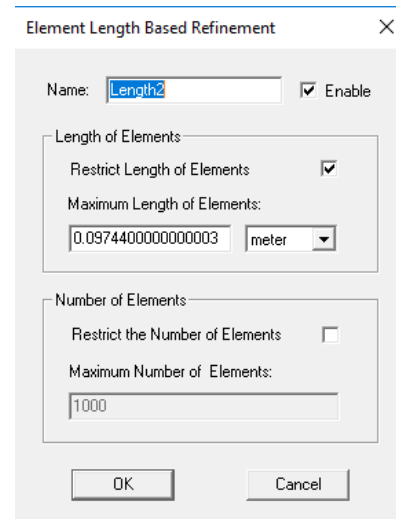 Element Length Based Refinement
Name: Length2 Enable
Length of Elements
Restrict Length of Elements
Maximum Length of Elements:
0.0974400000000003 meter
Number of Elements
Restrict the Number of Elements
Maximum Number of Elements:
1000
OK Cancel